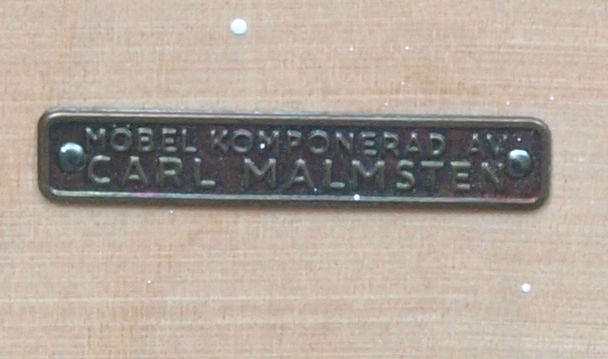 MÖBEL KOMPONERAD AV
CARL MALMSTEN